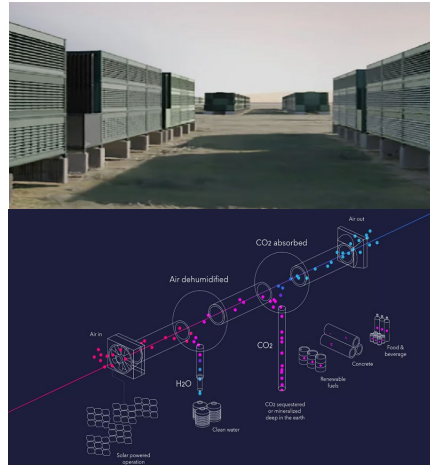 Air out
CO2 absorbed
Air dehumidified
Air in
CO2
H2O
Food &
beverage
Concrete
Renewable
fuels
CO2 sequestered
or mineralized
deep in the earth
Clean water
Solar powered
operation